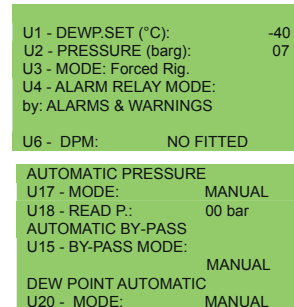 U1 - DEWP.SET (°C): -40
U2 - PRESSURE (barg): 07
U3 - MODE: Forced Rig.
U4 - ALARM RELAY MODE:
by: ALARMS & WARNINGS
U6 - DPM: NO FITTED
AUTOMATIC PRESSURE
U17 - MODE: MANUAL
U18 - READ P.: 00 bar
AUTOMATIC BY-PASS
U15 - BY-PASS MODE:
MANUAL
DEW POINT AUTOMATIC
U20 - MODE: MANUAL